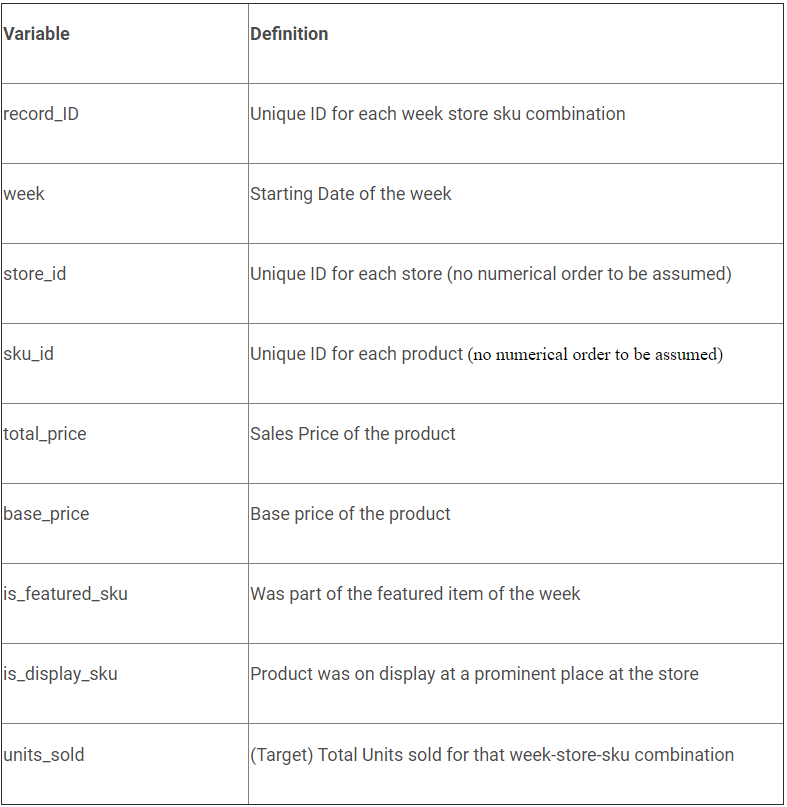 Variable Definition
record_ID Unique ID for each week store sku combination
week Starting Date of the week
store_id Unique ID for each store (no numerical order to be assumed)
sku_id Unique ID for each product (no numerical order to be assumed)
total_price Sales Price of the product
base_price Base price of the product
is_featured_sku Was part of the featured item of the week
is_display_sku Product was on display at a prominent place at the store
units_sold (Target) Total Units sold for that week-store-sku combination